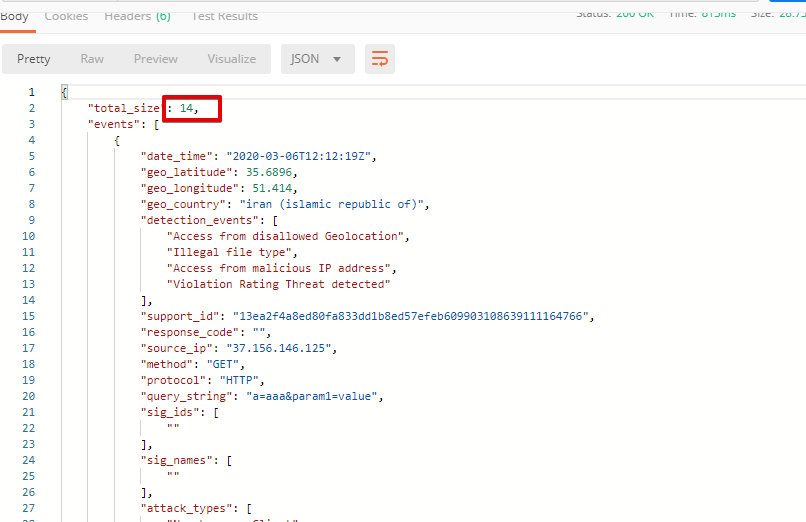 Body Cookies Headers (6) Test Results Status: 200 OK Time: 815ms Size: 28.75
Pretty Raw Preview Visualize JSON
1 {
2 "total_size": 14,
3 "events": [
4 {
5 "date_time": "2020-03-06T12:12:19Z",
6 "geo_latitude": 35.6896,
7 "geo_longitude": 51.414,
8 "geo_country": "iran (islamic republic of)",
9 "detection_events": [
10 "Access from disallowed Geolocation",
11 "Illegal file type",
12 "Access from malicious IP address",
13 "Violation Rating Threat detected"
14 ],
15 "support_id": "13ea2f4a8ed80fa833dd1b8ed57efeb609903108639111164766",
16 "response_code": "",
17 "source_ip": "37.156.146.125",
18 "method": "GET",
19 "protocol": "HTTP",
20 "query_string": "a=aaa&param1=value",
21 "sig_ids": [
22 ""
23 ],
24 "sig_names": [
25 ""
26 ],
27 "attack_types": [
28